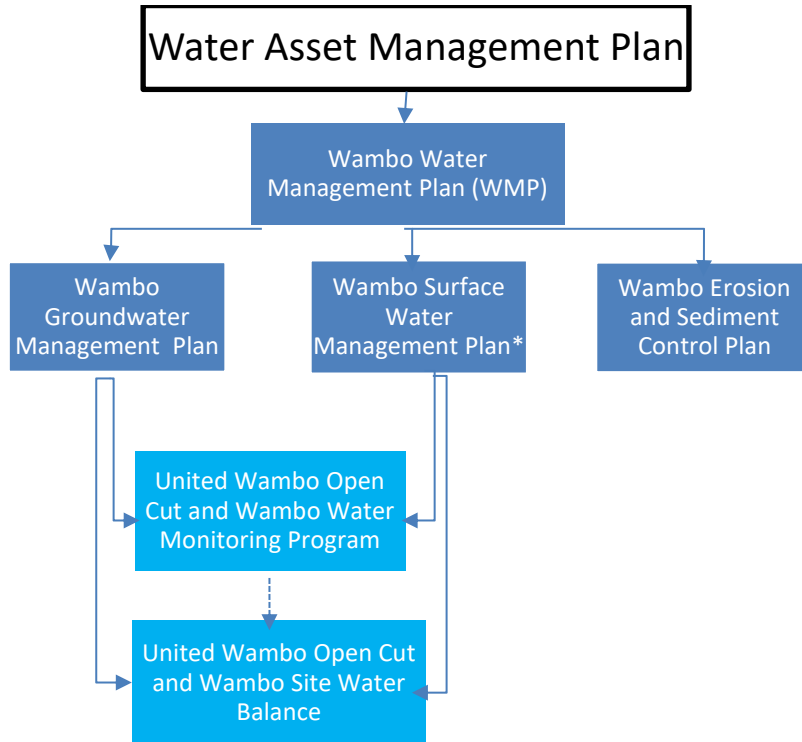 Water Asset Management Plan
Wambo Water
Management Plan (WMP)
Wambo
Groundwater
Management Plan
Wambo Surface
Water
Management Plan*
Wambo Erosion
and Sediment
Control Plan
United Wambo Open
Cut and Wambo Water
Monitoring Program
United Wambo Open Cut
and Wambo Site Water
Balance